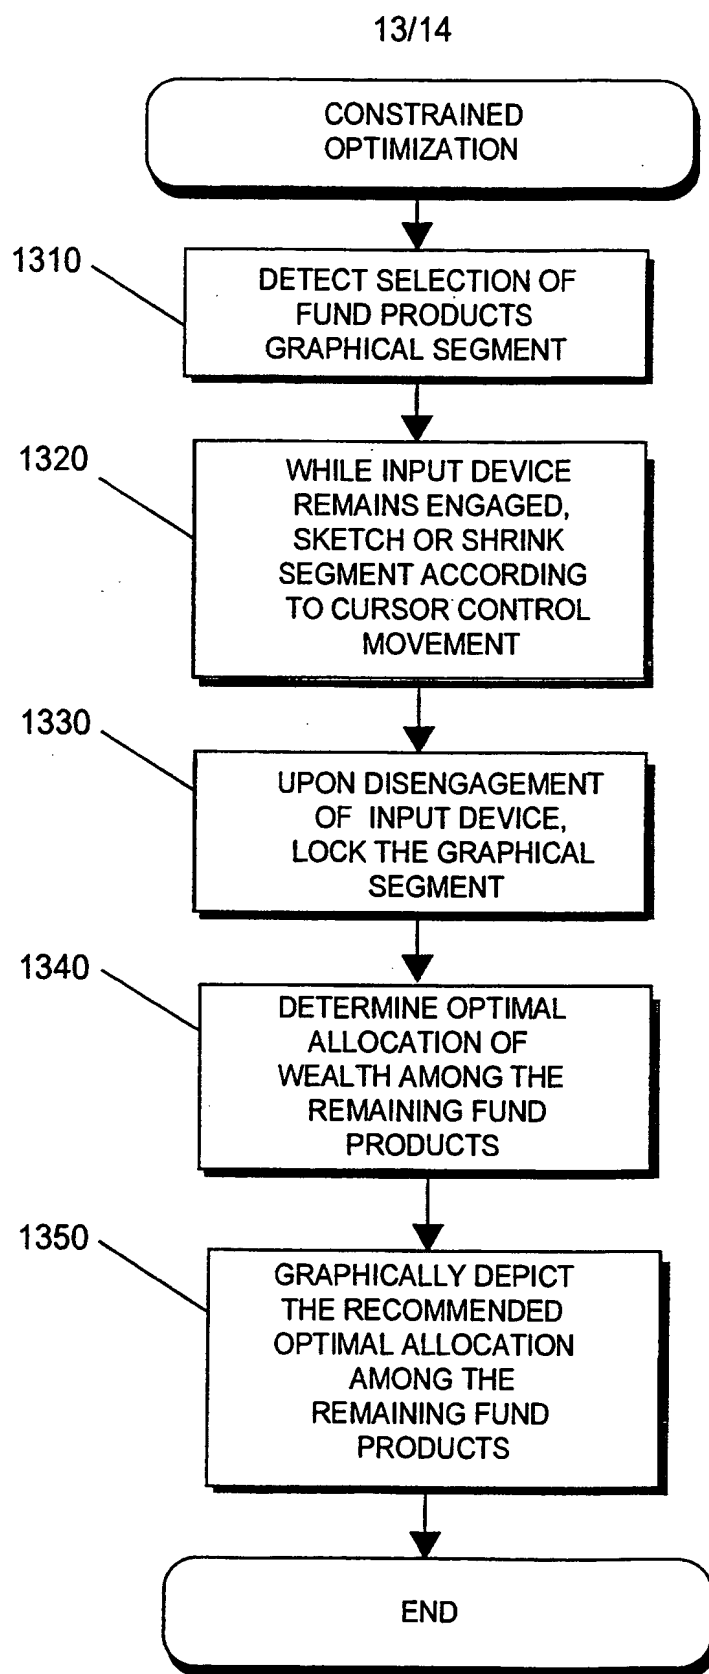 13/14
CONSTRAINED
OPTIMIZATION
1310
DETECT SELECTION OF
FUND PRODUCTS
GRAPHICAL SEGMENT
1320
WHILE INPUT DEVICE
REMAINS ENGAGED,
SKETCH OR SHRINK
SEGMENT ACCORDING
TO CURSOR CONTROL
MOVEMENT
1330
UPON DISENGAGEMENT
OF INPUT DEVICE,
LOCK THE GRAPHICAL
SEGMENT
1340
DETERMINE OPTIMAL
ALLOCATION OF
WEALTH AMONG THE
REMAINING FUND
PRODUCTS
1350
GRAPHICALLY DEPICT
THE RECOMMENDED
OPTIMAL ALLOCATION
AMONG THE
REMAINING FUND
PRODUCTS
END